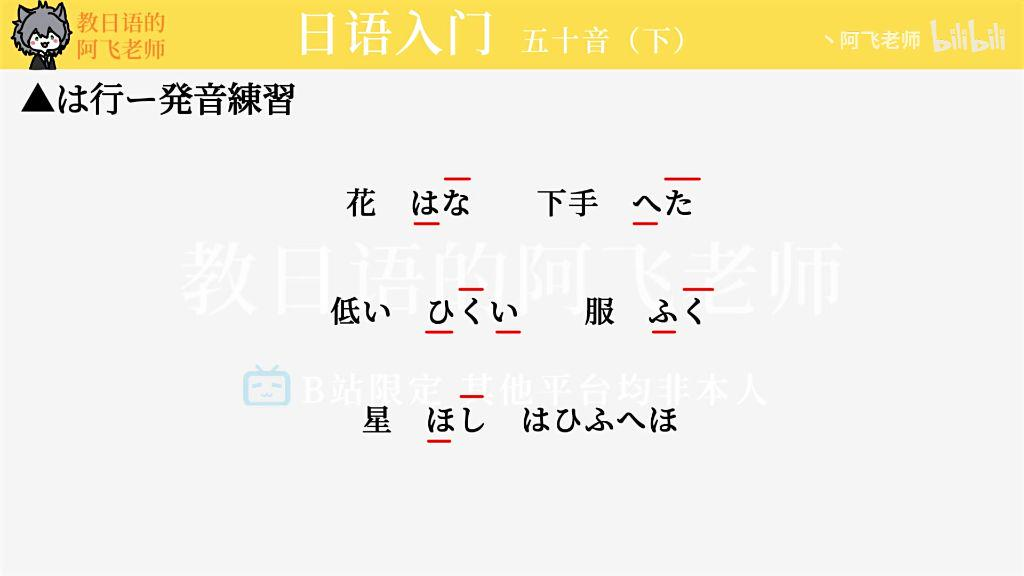 教日语的
阿飞老师
日语入门 五十音（下）
丶阿飞老师 bilibili
▲は行ー発音練習
花 はな 下手 へた
教日语的阿飞老师
低い ひくい 服 ふく
B站限定 其他平台均非本人
星 ほし はひふへほ